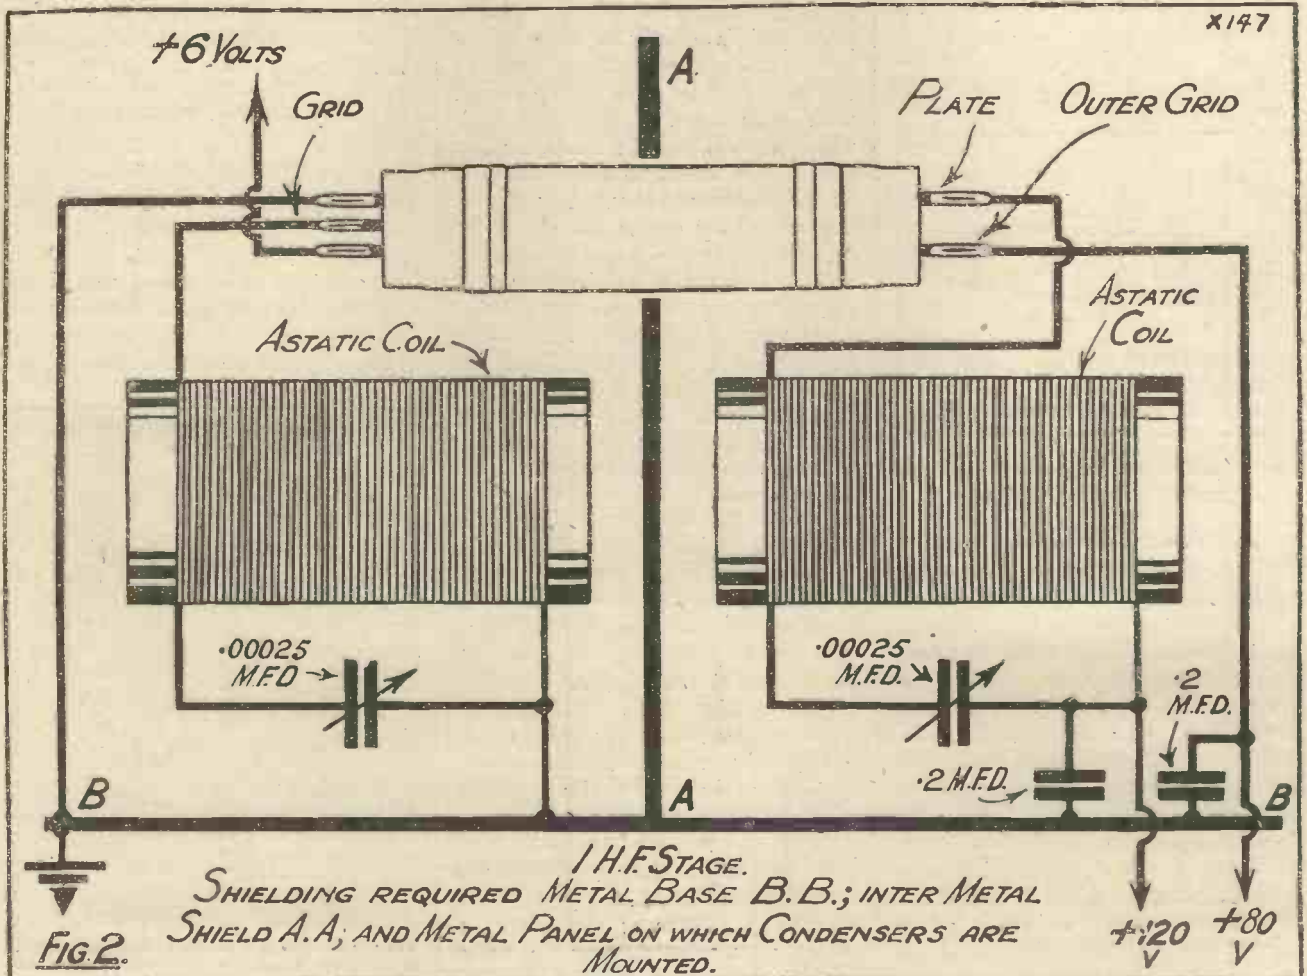 X147
+6 VOLTS
GRID
A.
PLATE
OUTER GRID
ASTATIC COIL
ASTATIC
COIL
.00025
M.F.D
.00025
M.F.D.
.2
M.F.D.
.2 M.F.D.
B
A
B
1 H.F. STAGE.
SHIELDING REQUIRED METAL BASE B.B.; INTER METAL
SHIELD A.A; AND METAL PANEL ON WHICH CONDENSERS ARE
MOUNTED.
FIG. 2.
+120
V
+80
V